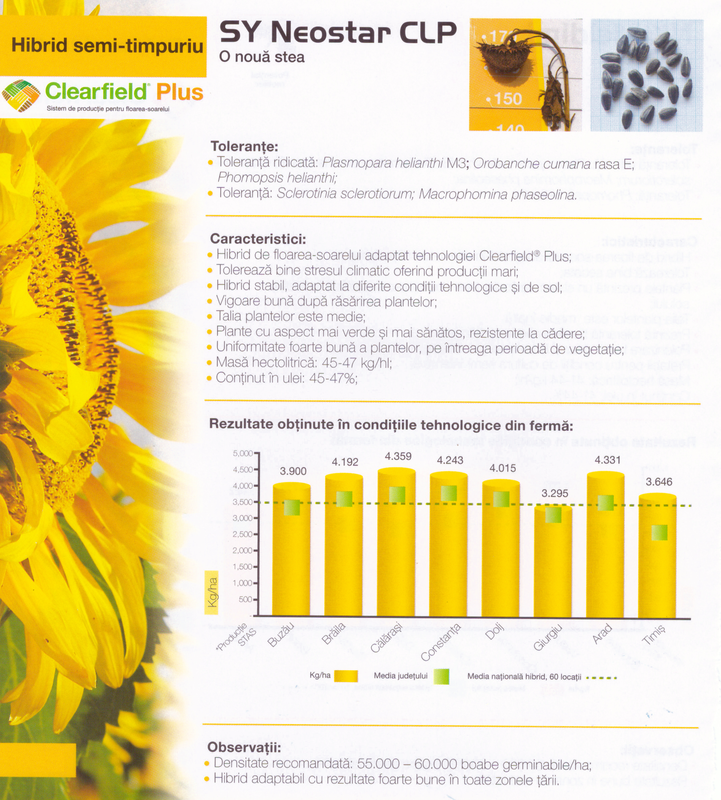 Hibrid semi-timpuriu
SY Neostar CLP
O nouă stea
Clearfield® Plus
Sistem de producție pentru floarea-soarelui
170
150
140
Toleranțe:
• Toleranță ridicată: Plasmopara helianthi M3; Orobanche cumana rasa E;
Phomopsis helianthi;
• Toleranță: Sclerotinia sclerotiorum; Macrophomina phaseolina.
Caracteristici:
• Hibrid de floarea-soarelui adaptat tehnologiei Clearfield® Plus;
• Tolerează bine stresul climatic oferind producții mari;
• Hibrid stabil, adaptat la diferite condiții tehnologice și de sol;
• Vigoare bună după răsărirea plantelor;
• Talia plantelor este medie;
• Plante cu aspect mai verde și mai sănătos, rezistente la cădere;
• Uniformitate foarte bună a plantelor, pe întreaga perioadă de vegetație;
• Masă hectolitrică: 45-47 kg/hl;
• Conținut în ulei: 45-47%;
Rezultate obținute în condițiile tehnologice din fermă:
5,000
4,500
4,000
3,500
3,000
2,500
2,000
1,500
1,000
500
Kg/ha
3.900
4.192
4.359
4.243
4.015
3.295
4.331
3.646
*Producție
STAS
Buzău
Brăila
Călărași
Constanța
Dolj
Giurgiu
Arad
Timiș
Kg/ha
Media județului
Media națională hibrid, 60 locații
Observații:
• Densitate recomandată: 55.000 – 60.000 boabe germinabile/ha;
• Hibrid adaptabil cu rezultate foarte bune în toate zonele țării.